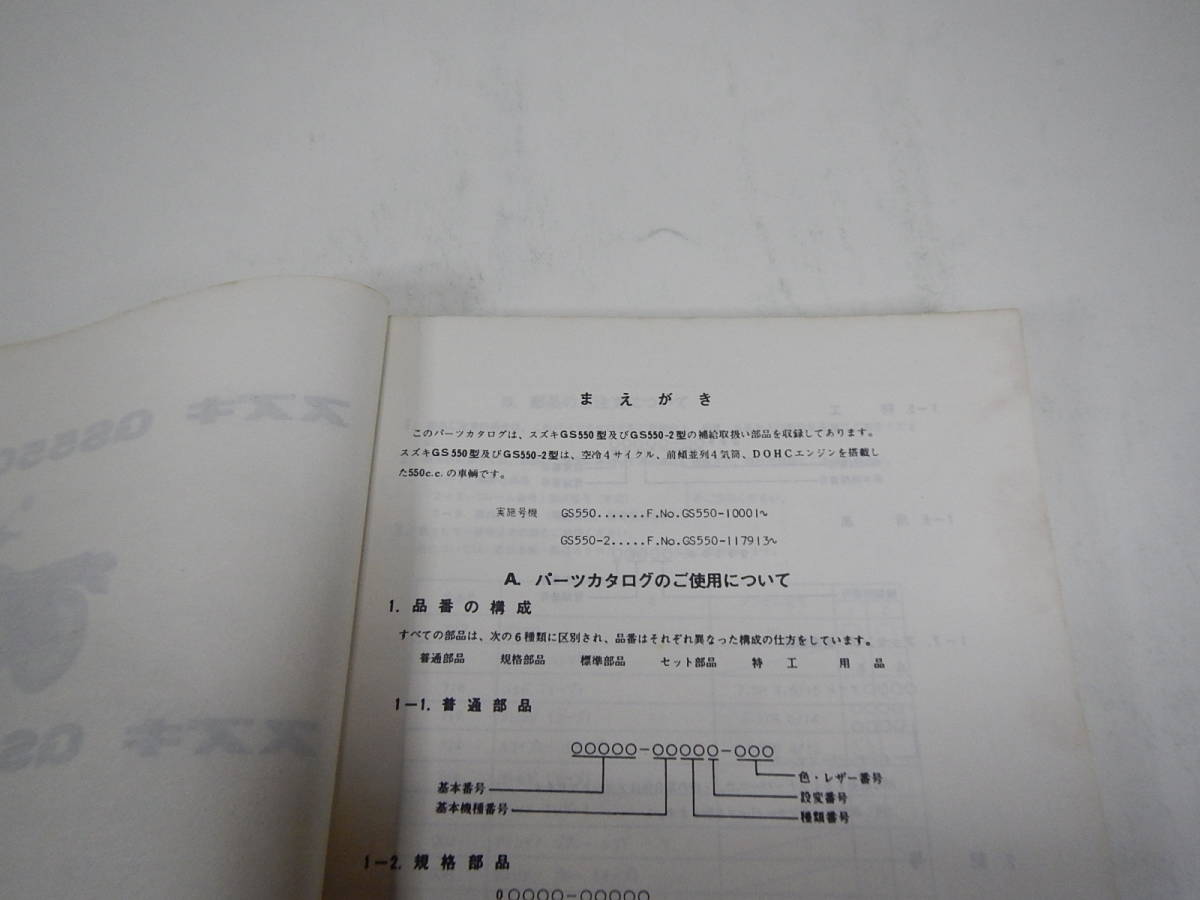 まえがき
このパーツカタログは、スズキGS550型及びGS550-2型の補給取扱い部品を収録してあります。
スズキGS550型及びGS550-2型は、空冷4サイクル、前傾並列4気筒、DOHCエンジンを搭載し
た550c.c.の車輌です。
実施号機 GS550.......F.No.GS550-10001~
GS550-2.....F.No.GS550-117913~
A. パーツカタログのご使用について
1. 品番の構成
すべての部品は、次の6種類に区別され、品番はそれぞれ異なった構成の仕方をしています。
普通部品 規格部品 標準部品 セット部品 特工 用品
1-1. 普通部品
○○○○○-○○○○○-○○○
色・レザー番号
基本番号
設変番号
基本機種番号
種類番号
1-2. 規格部品
0○○○○-○○○○○
スズキ GS550
スズキ GS